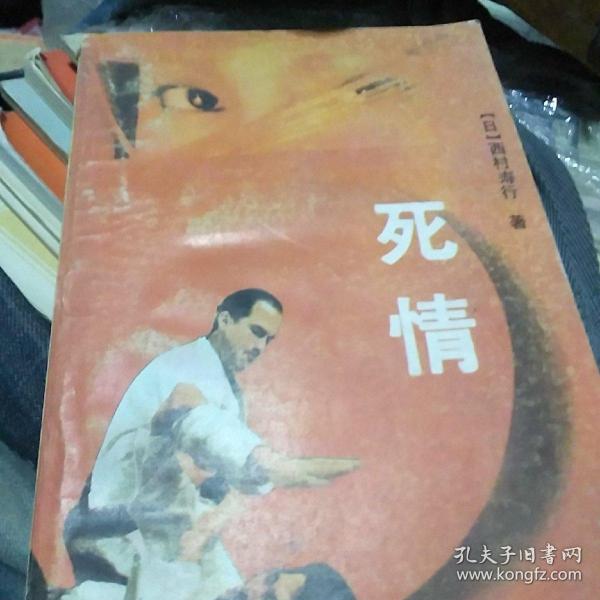 【日】西村寿行 著
死
情
孔夫子旧书网
www.kongfz.com